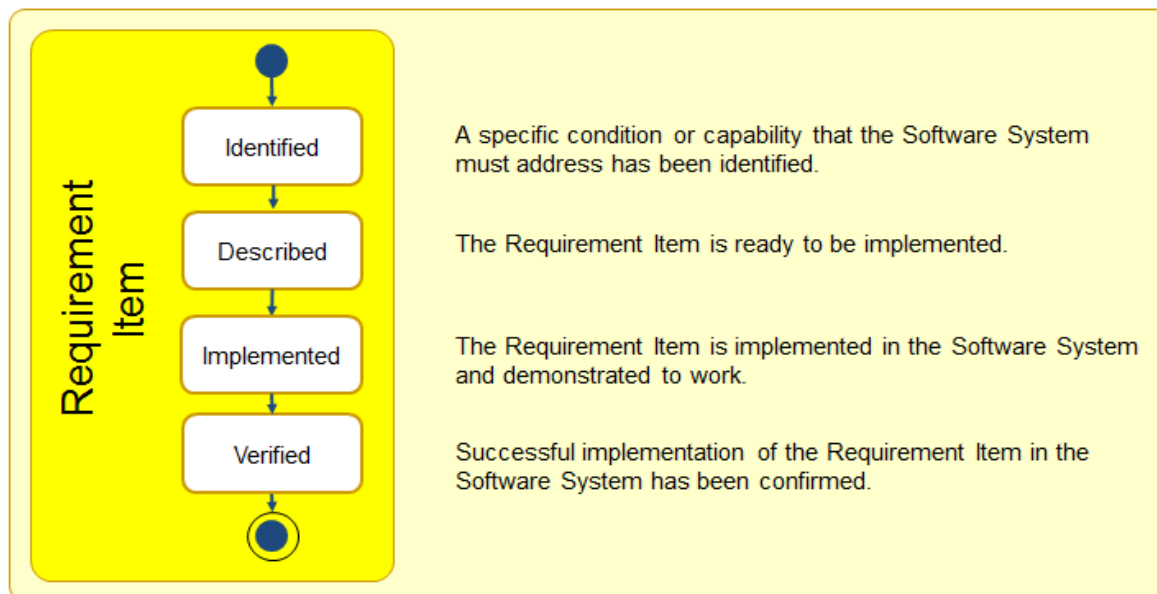 Requirement
Item
Identified
A specific condition or capability that the Software System
must address has been identified.
Described
The Requirement Item is ready to be implemented.
Implemented
The Requirement Item is implemented in the Software System
and demonstrated to work.
Verified
Successful implementation of the Requirement Item in the
Software System has been confirmed.